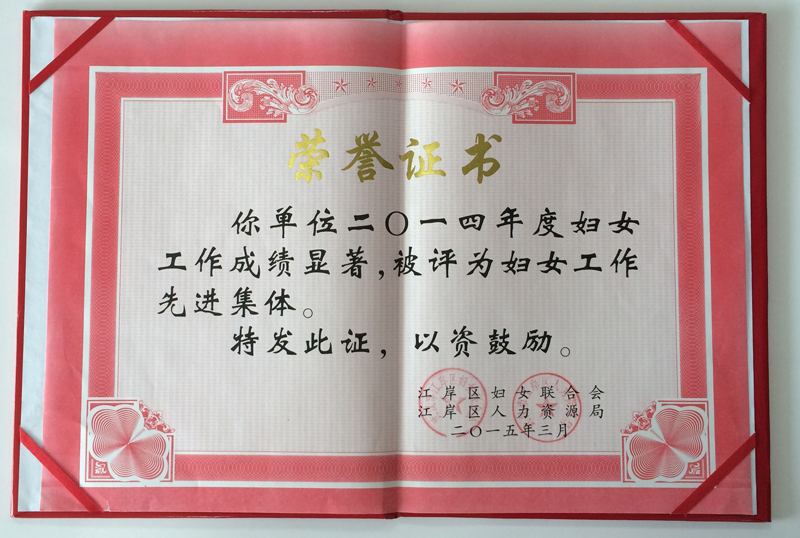 荣誉证书
你单位二〇一四年度妇女
工作成绩显著,被评为妇女工作
先进集体。
特发此证，以资鼓励。
江岸区妇女联合会
江岸区人力资源局
二〇一五年三月